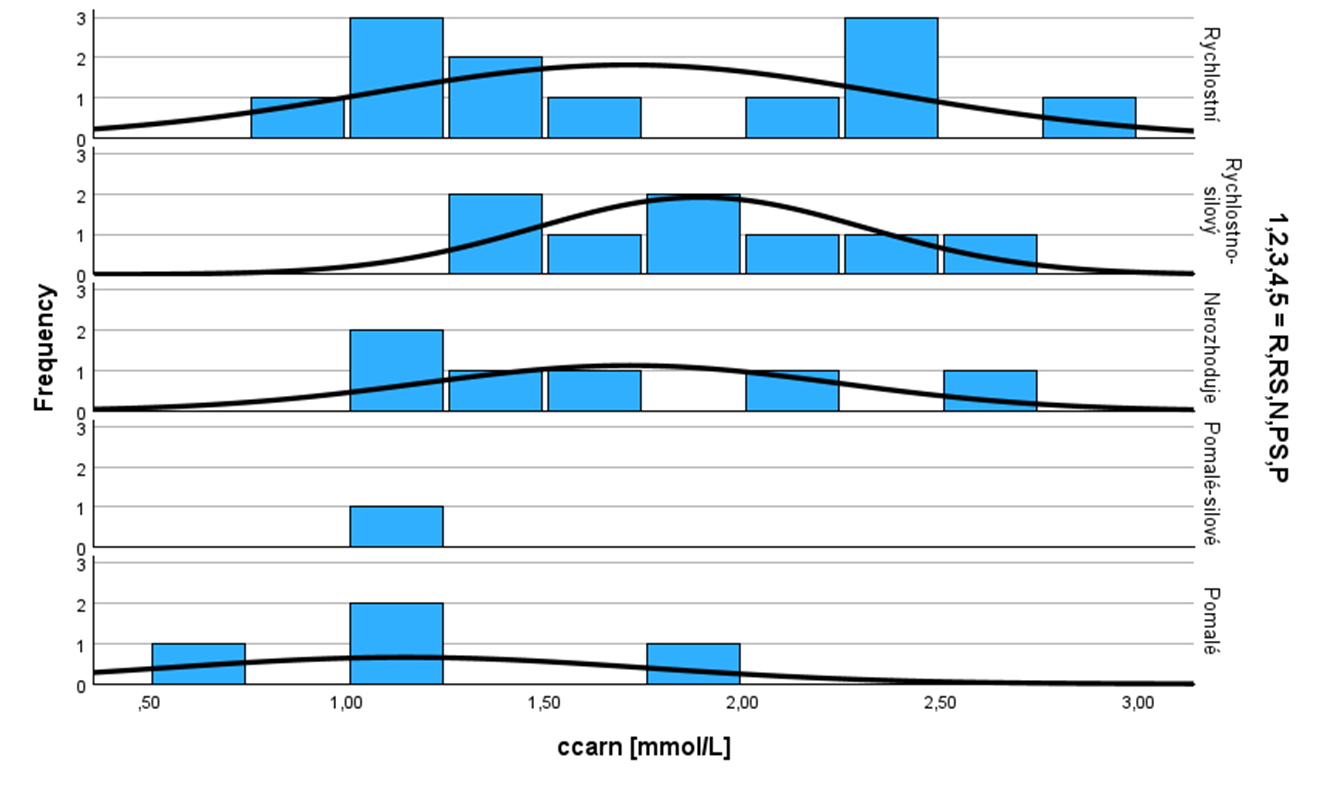 3
2
1
0
Rychlostní
3
2
1
0
Rychlostno-
silový
3
2
1
0
Nerozhoduje
3
2
1
0
Pomalé-silové
3
2
1
0
Pomalé
,50
1,00
1,50
2,00
2,50
3,00
Frequency
ccarn [mmol/L]
1,2,3,4,5 = R,RS,N,PS,P